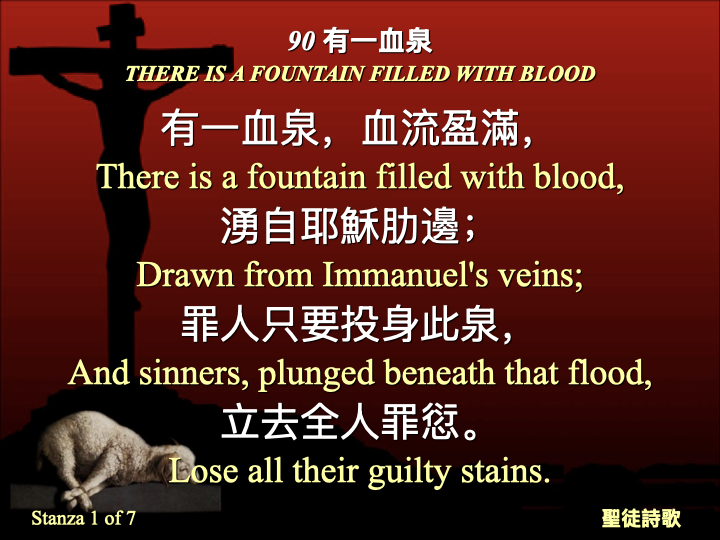 90 有一血泉
THERE IS A FOUNTAIN FILLED WITH BLOOD
有一血泉，血流盈滿，
There is a fountain filled with blood,
湧自耶穌肋邊；
Drawn from Immanuel's veins;
罪人只要投身此泉，
And sinners, plunged beneath that flood,
立去全人罪愆。
Lose all their guilty stains.
Stanza 1 of 7
聖徒詩歌